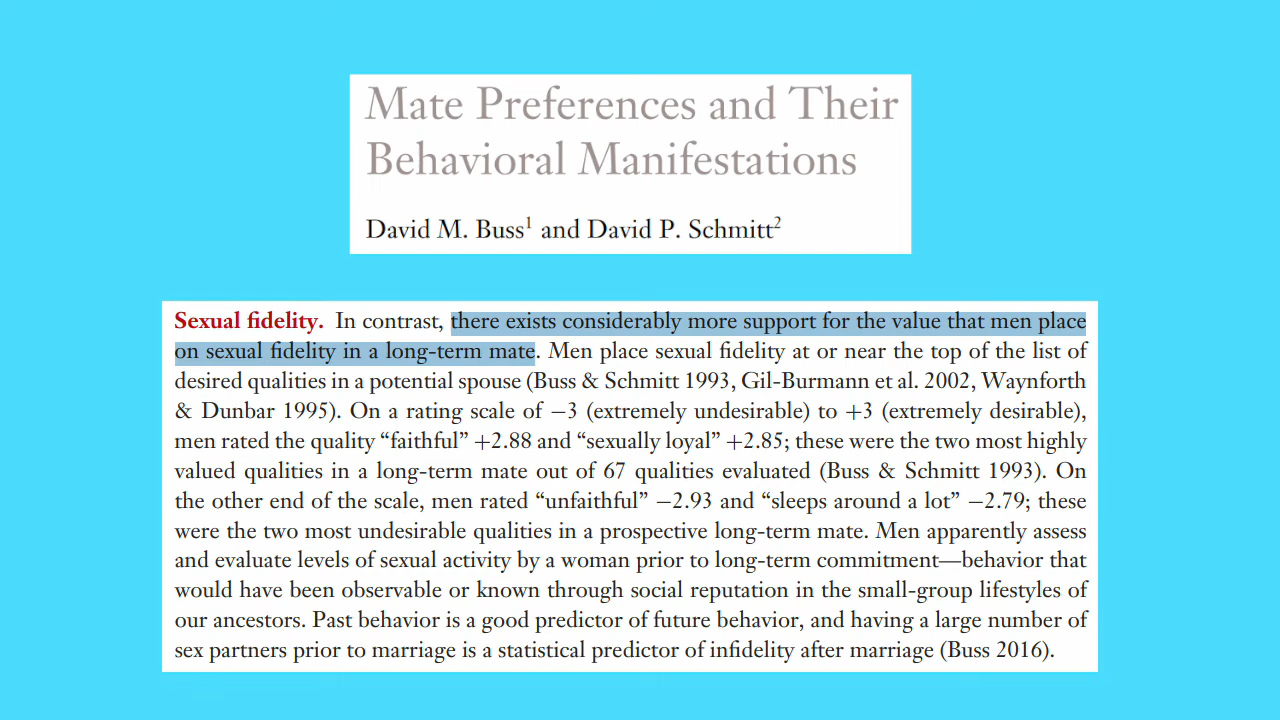 Mate Preferences and Their
Behavioral Manifestations
David M. Buss¹ and David P. Schmitt²
Sexual fidelity. In contrast, there exists considerably more support for the value that men place
on sexual fidelity in a long-term mate. Men place sexual fidelity at or near the top of the list of
desired qualities in a potential spouse (Buss & Schmitt 1993, Gil-Burmann et al. 2002, Waynforth
& Dunbar 1995). On a rating scale of −3 (extremely undesirable) to +3 (extremely desirable),
men rated the quality “faithful” +2.88 and “sexually loyal” +2.85; these were the two most highly
valued qualities in a long-term mate out of 67 qualities evaluated (Buss & Schmitt 1993). On
the other end of the scale, men rated “unfaithful” −2.93 and “sleeps around a lot” −2.79; these
were the two most undesirable qualities in a prospective long-term mate. Men apparently assess
and evaluate levels of sexual activity by a woman prior to long-term commitment—behavior that
would have been observable or known through social reputation in the small-group lifestyles of
our ancestors. Past behavior is a good predictor of future behavior, and having a large number of
sex partners prior to marriage is a statistical predictor of infidelity after marriage (Buss 2016).